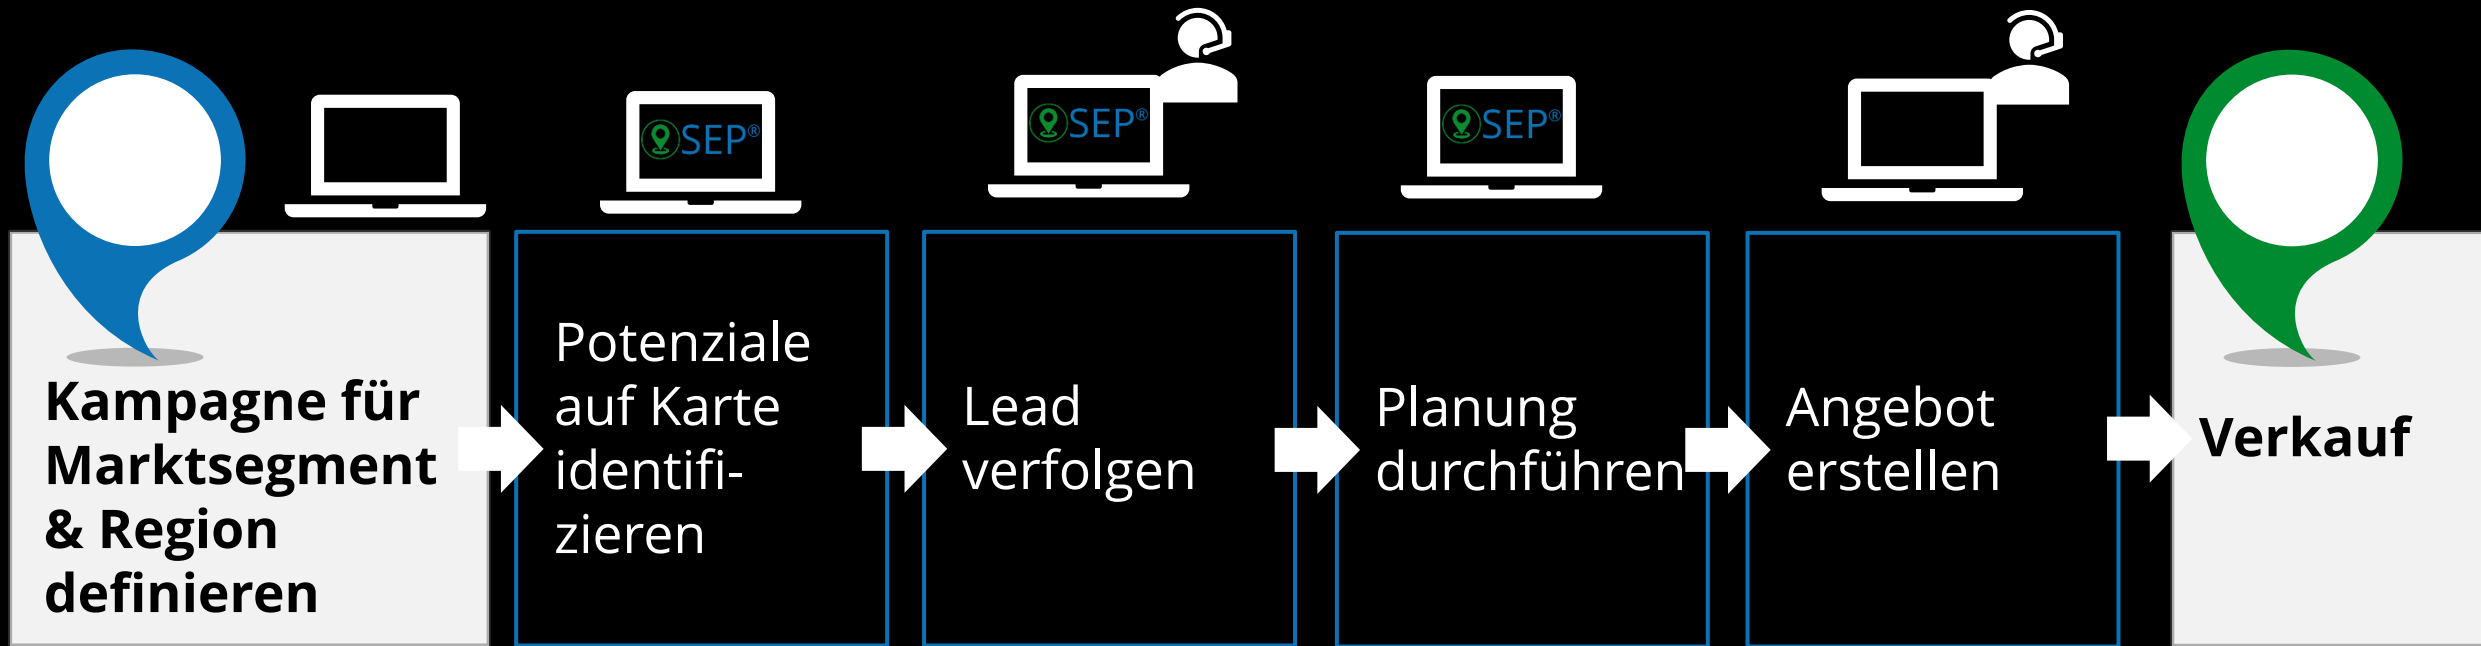 SEP®
SEP®
SEP®
Kampagne für
Marktsegment
& Region
definieren
Potenziale
auf Karte
identifi-
zieren
Lead
verfolgen
Planung
durchführen
Angebot
erstellen
Verkauf